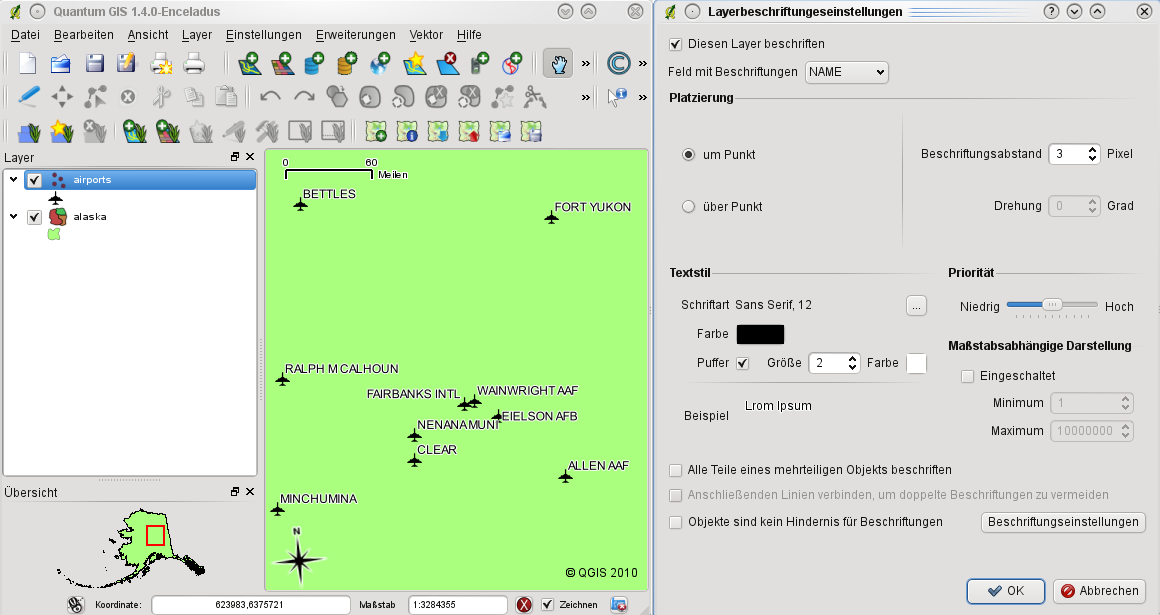 Quantum GIS 1.4.0-Enceladus
Datei Bearbeiten Ansicht Layer Einstellungen Erweiterungen Vektor Hilfe
Layer
airports
alaska
Übersicht
0 60
Meilen
BETTLES
FORT YUKON
RALPH M CALHOUN
FAIRBANKS INTL
WAINWRIGHT AAF
EIELSON AFB
NENANA MUNI
CLEAR
ALLEN AAF
MINCHUMINA
N
© QGIS 2010
Koordinate: 623983,6375721 Maßstab 1:3284355 Zeichnen
Layerbeschriftungseinstellungen
Diesen Layer beschriften
Feld mit Beschriftungen NAME
Platzierung
um Punkt
Beschriftungsabstand 3 Pixel
über Punkt
Drehung 0 Grad
Textstil
Schriftart Sans Serif, 12 ...
Farbe
Puffer Größe 2 Farbe
Beispiel Lrom Ipsum
Priorität
Niedrig Hoch
Maßstabsabhängige Darstellung
Eingeschaltet
Minimum 1
Maximum 10000000
Alle Teile eines mehrteiligen Objekts beschriften
Anschließenden Linien verbinden, um doppelte Beschriftungen zu vermeiden
Objekte sind kein Hindernis für Beschriftungen
Beschriftungseinstellungen
OK Abbrechen